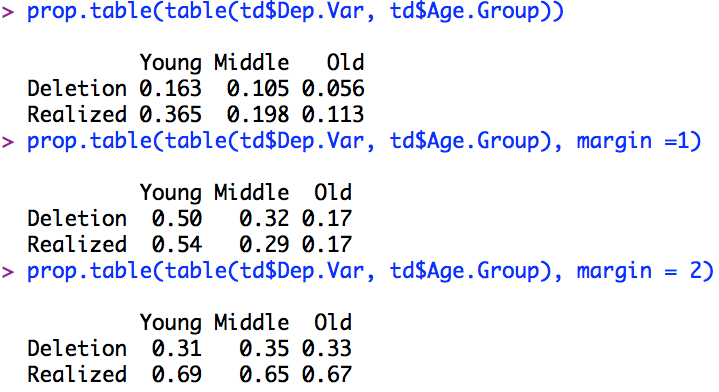 > prop.table(table(td$Dep.Var, td$Age.Group))
Young Middle Old
Deletion 0.163 0.105 0.056
Realized 0.365 0.198 0.113
> prop.table(table(td$Dep.Var, td$Age.Group), margin =1)
Young Middle Old
Deletion 0.50 0.32 0.17
Realized 0.54 0.29 0.17
> prop.table(table(td$Dep.Var, td$Age.Group), margin = 2)
Young Middle Old
Deletion 0.31 0.35 0.33
Realized 0.69 0.65 0.67